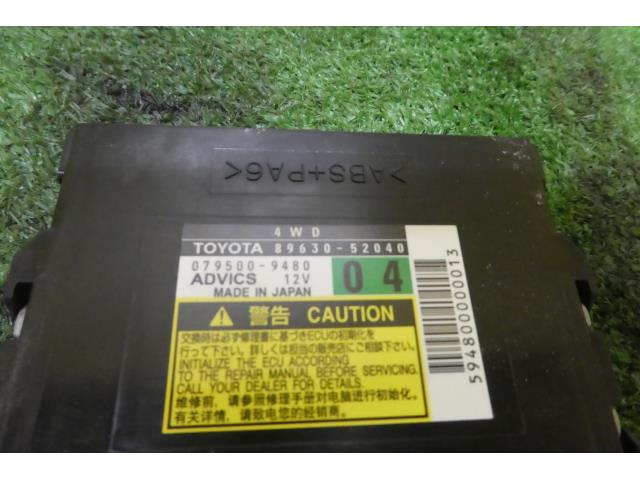 >ABS+PA6<
4WD
TOYOTA 89630-52040
079500-9480 04
ADVICS 12V
MADE IN JAPAN
5948000000013
警告 CAUTION
交換時は必ず修理書に基づきECUの初期化を
行って下さい。詳しくは担当の販売店にご相談下さい。
INITIALIZE THE ECU ACCORDING
TO THE REPAIR MANUAL BEFORE SERVICING.
CALL YOUR DEALER FOR DETAILS.
维修前，请参照修理手册对电脑进行初始化。
有关详情，请致电您的经销商。